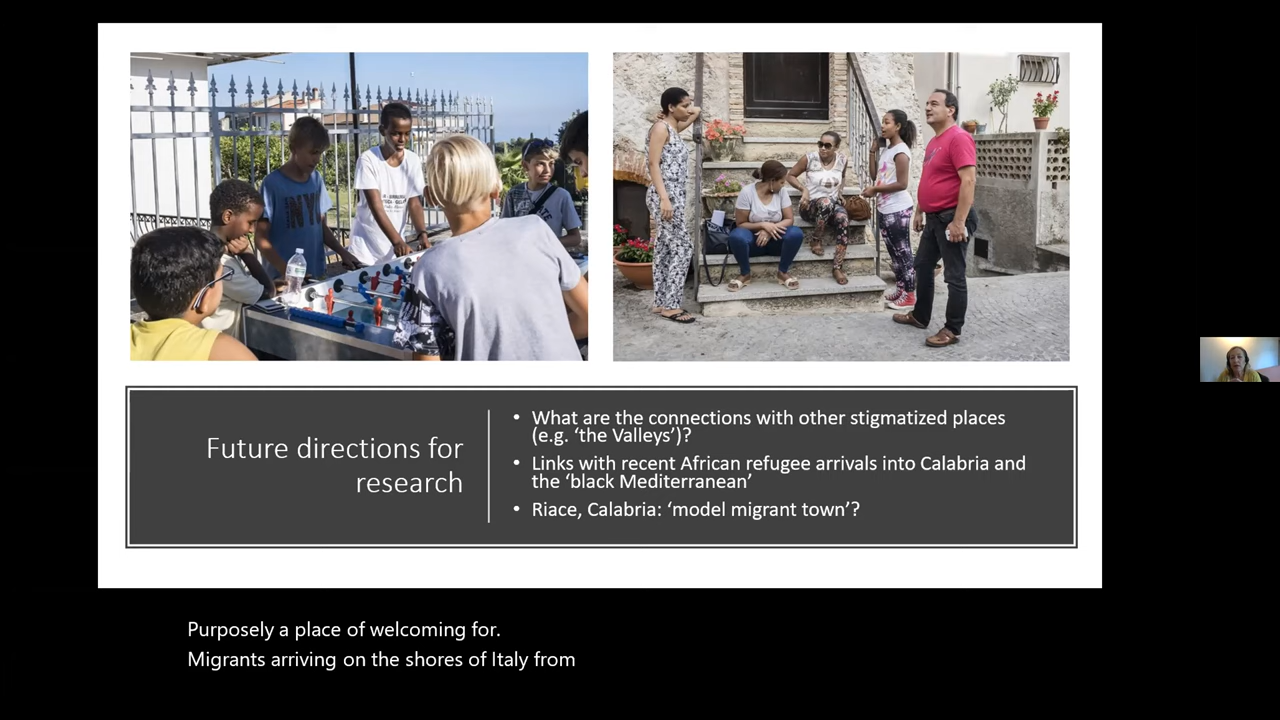 NY
Future directions for
research
• What are the connections with other stigmatized places
(e.g. ‘the Valleys’)?
• Links with recent African refugee arrivals into Calabria and
the ‘black Mediterranean’
• Riace, Calabria: ‘model migrant town’?
Purposely a place of welcoming for.
Migrants arriving on the shores of Italy from